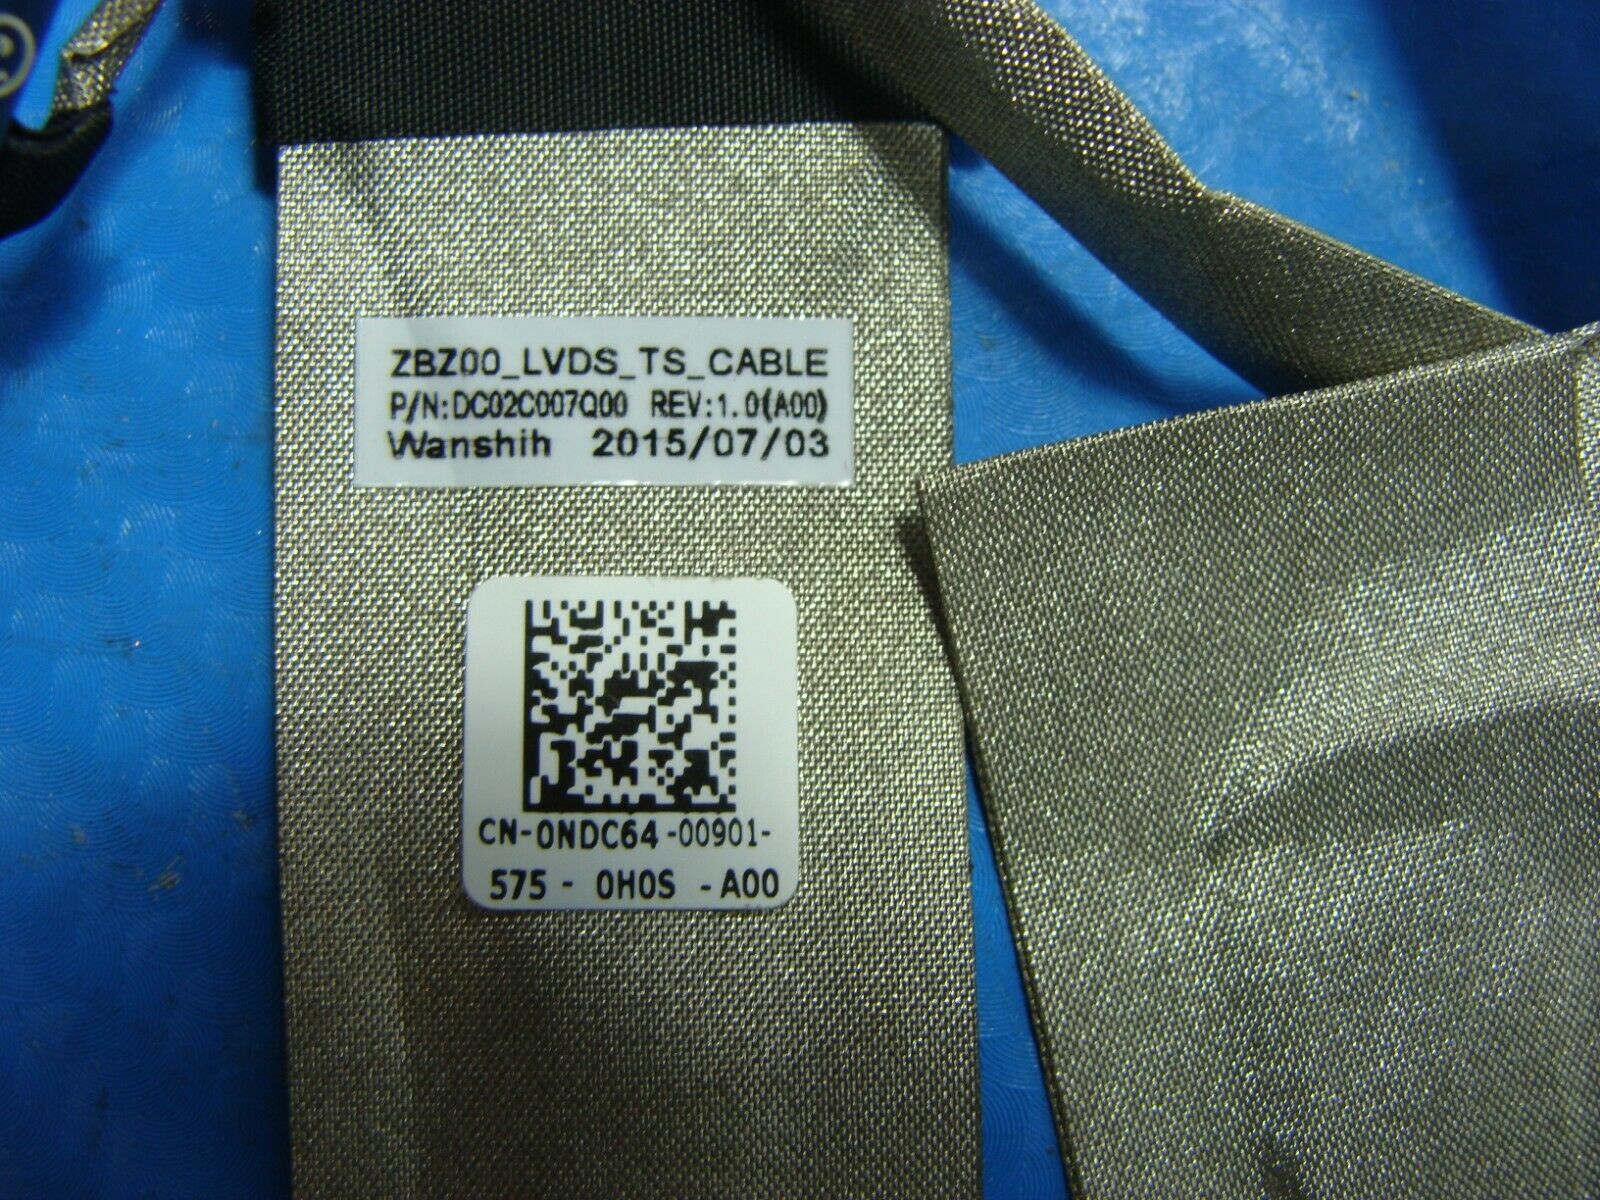 ZBZ00_LVDS_TS_CABLE
P/N:DC02C007Q00 REV:1.0(A00)
Wanshih 2015/07/03
CN-0NDC64-00901-
575 - 0H0S - A00